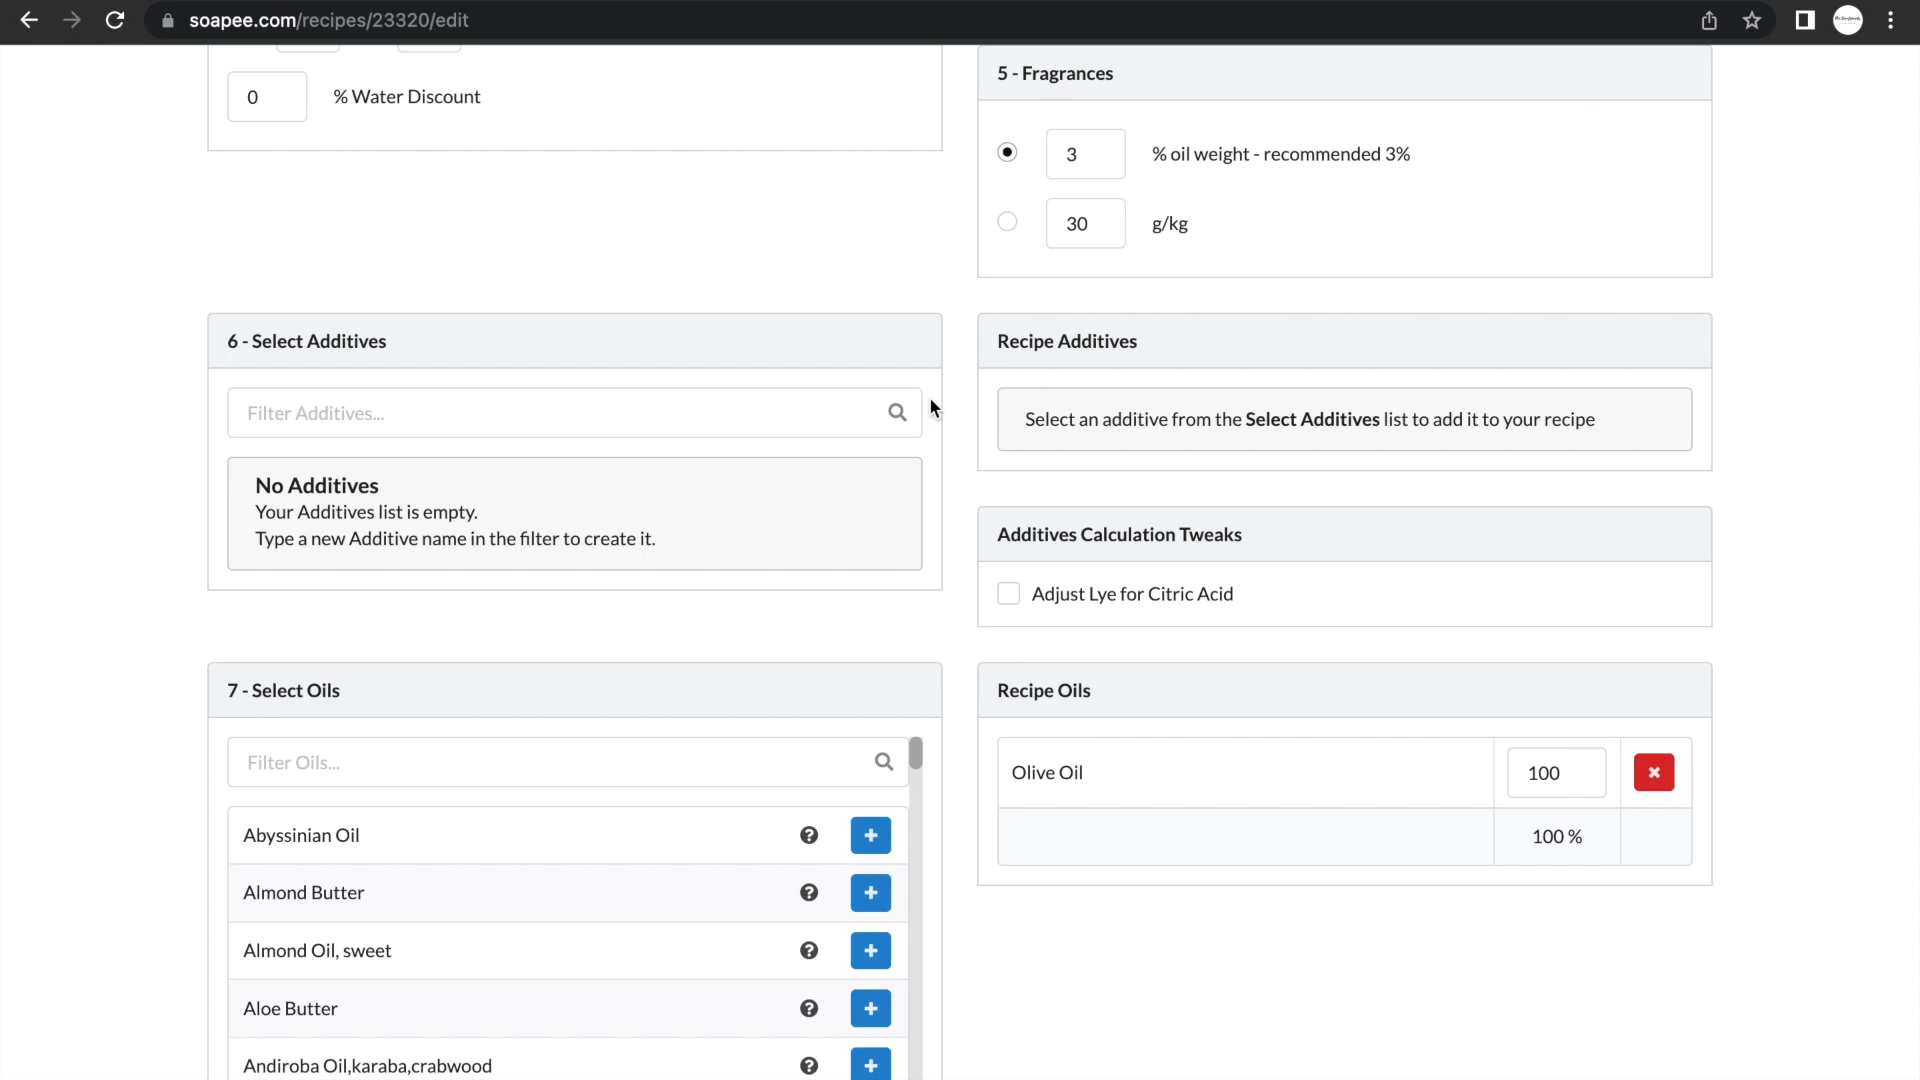 soapee.com/recipes/23320/edit
0 % Water Discount
5 - Fragrances
3 % oil weight - recommended 3%
30 g/kg
6 - Select Additives
Filter Additives...
No Additives
Your Additives list is empty.
Type a new Additive name in the filter to create it.
Recipe Additives
Select an additive from the Select Additives list to add it to your recipe
Additives Calculation Tweaks
Adjust Lye for Citric Acid
7 - Select Oils
Filter Oils...
Abyssinian Oil
Almond Butter
Almond Oil, sweet
Aloe Butter
Andiroba Oil,karaba,crabwood
Recipe Oils
Olive Oil 100
100 %